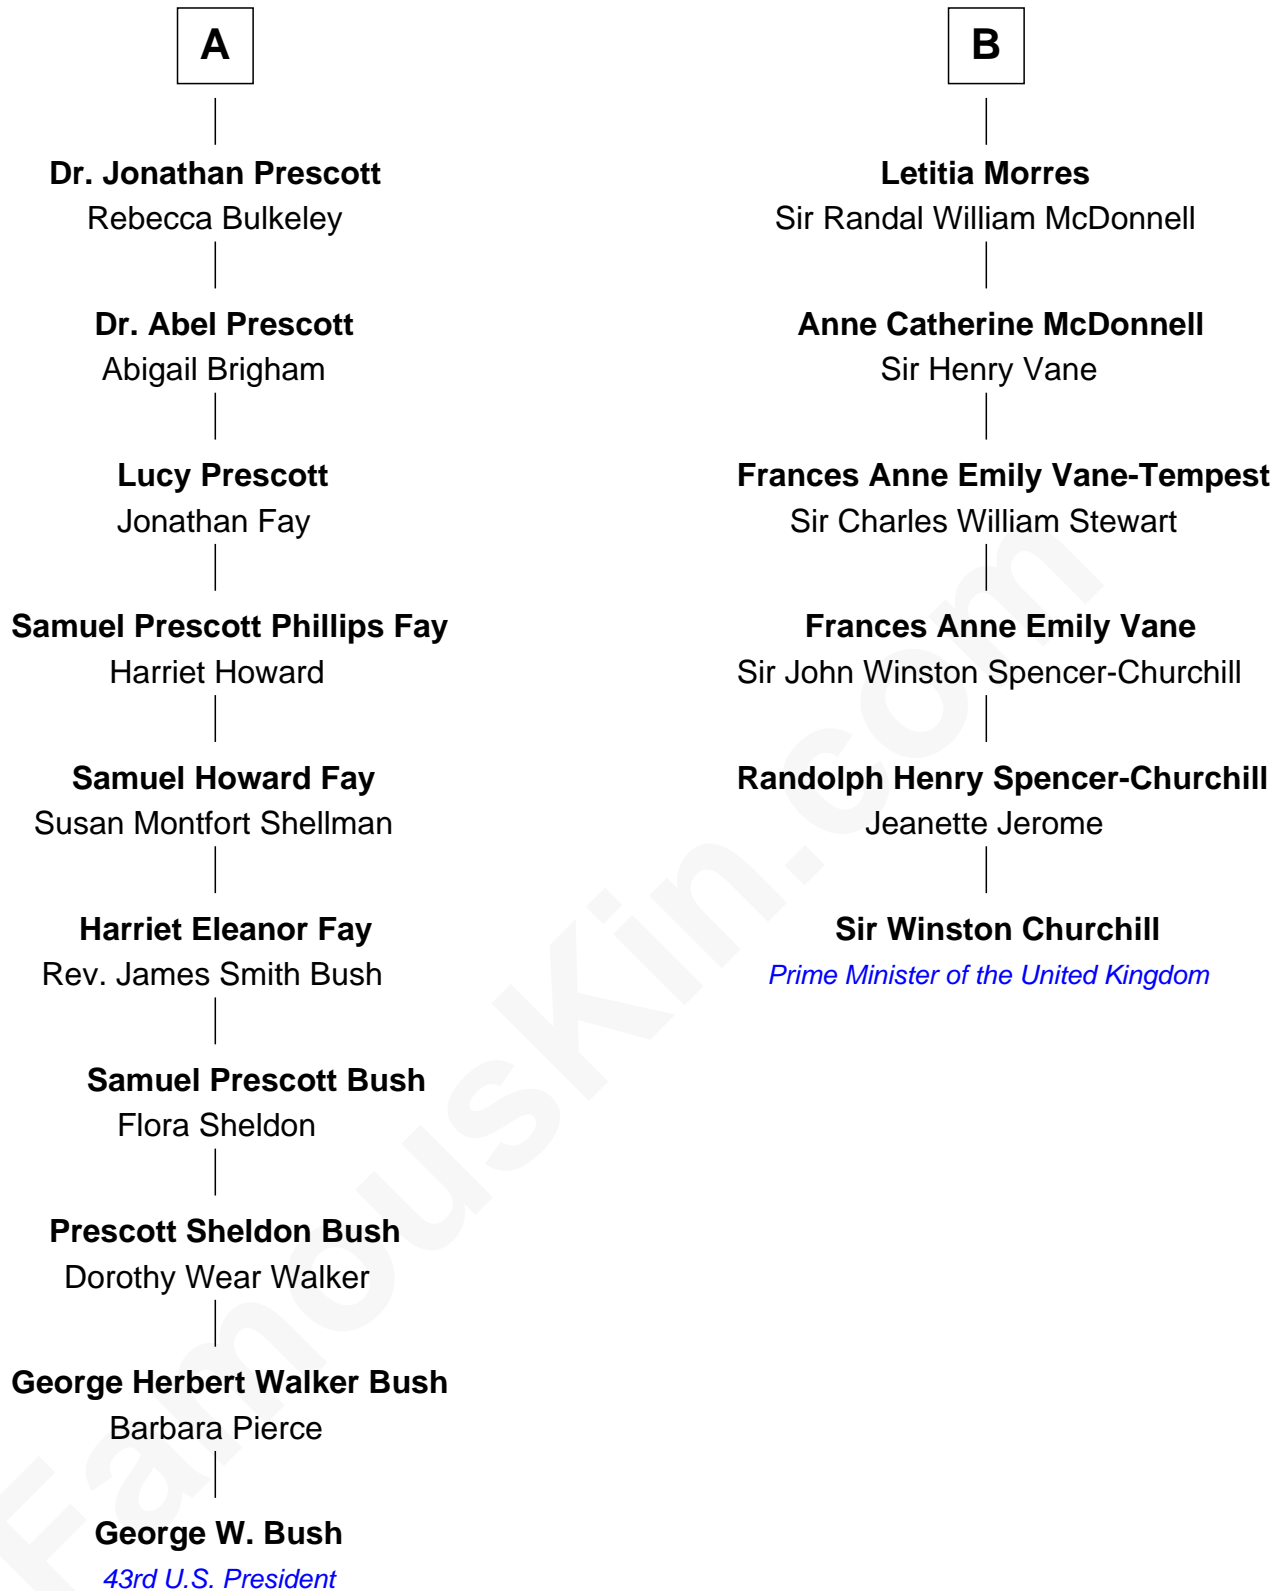 A
Dr. Jonathan Prescott
Rebecca Bulkeley
Dr. Abel Prescott
Abigail Brigham
Lucy Prescott
Jonathan Fay
Samuel Prescott Phillips Fay
Harriet Howard
Samuel Howard Fay
Susan Montfort Shellman
Harriet Eleanor Fay
Rev. James Smith Bush
Samuel Prescott Bush
Flora Sheldon
Prescott Sheldon Bush
Dorothy Wear Walker
George Herbert Walker Bush
Barbara Pierce
George W. Bush
43rd U.S. President
B
Letitia Morres
Sir Randal William McDonnell
Anne Catherine McDonnell
Sir Henry Vane
Frances Anne Emily Vane-Tempest
Sir Charles William Stewart
Frances Anne Emily Vane
Sir John Winston Spencer-Churchill
Randolph Henry Spencer-Churchill
Jeanette Jerome
Sir Winston Churchill
Prime Minister of the United Kingdom
FamousKin.com